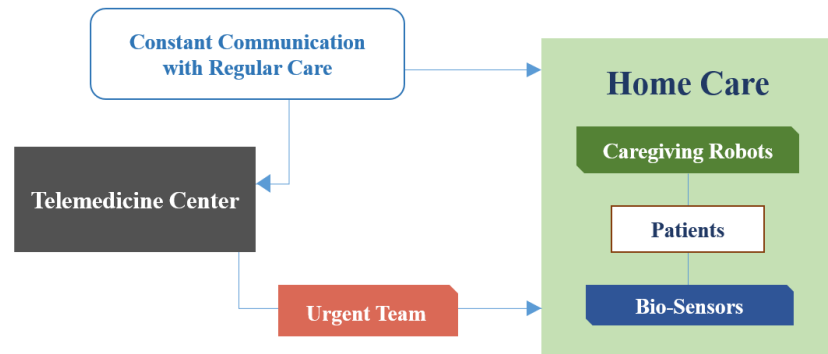 Constant Communication
with Regular Care
Home Care
Caregiving Robots
Telemedicine Center
Patients
Urgent Team
Bio-Sensors